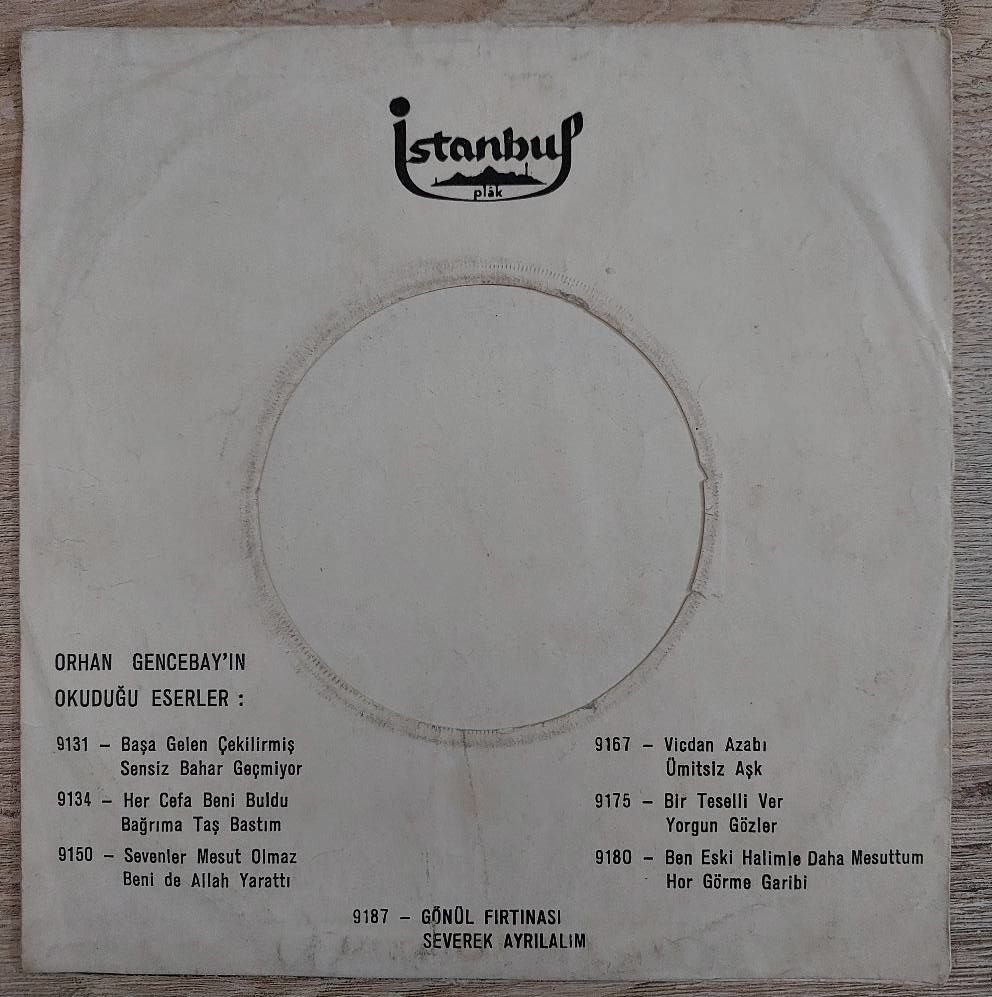 istanbul
plâk
ORHAN GENCEBAY'IN
OKUDUĞU ESERLER :
9131 – Başa Gelen Çekilirmiş
Sensiz Bahar Geçmiyor
9134 – Her Cefa Beni Buldu
Bağrıma Taş Bastım
9150 – Sevenler Mesut Olmaz
Beni de Allah Yarattı
9167 – Vicdan Azabı
Ümitsiz Aşk
9175 – Bir Teselli Ver
Yorgun Gözler
9180 – Ben Eski Halimle Daha Mesuttum
Hor Görme Garibi
9187 – GÖNÜL FIRTINASI
SEVEREK AYRILALIM